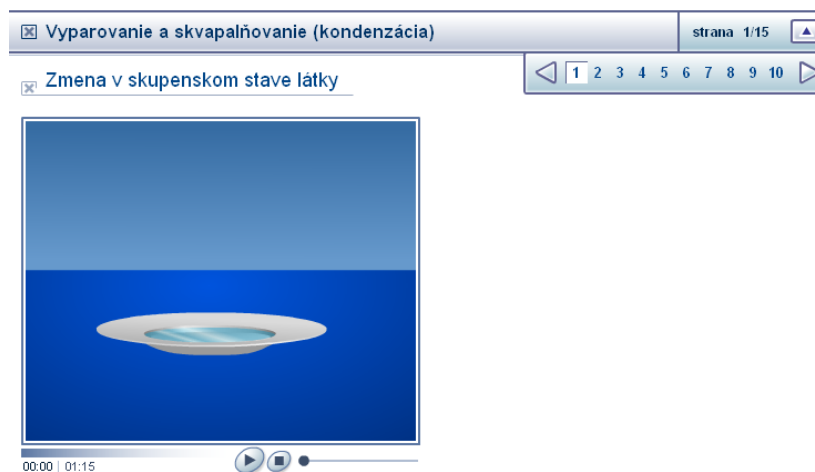 Vyparovanie a skvapalňovanie (kondenzácia)
strana 1/15
1 2 3 4 5 6 7 8 9 10
Zmena v skupenskom stave látky
00:00 | 01:15